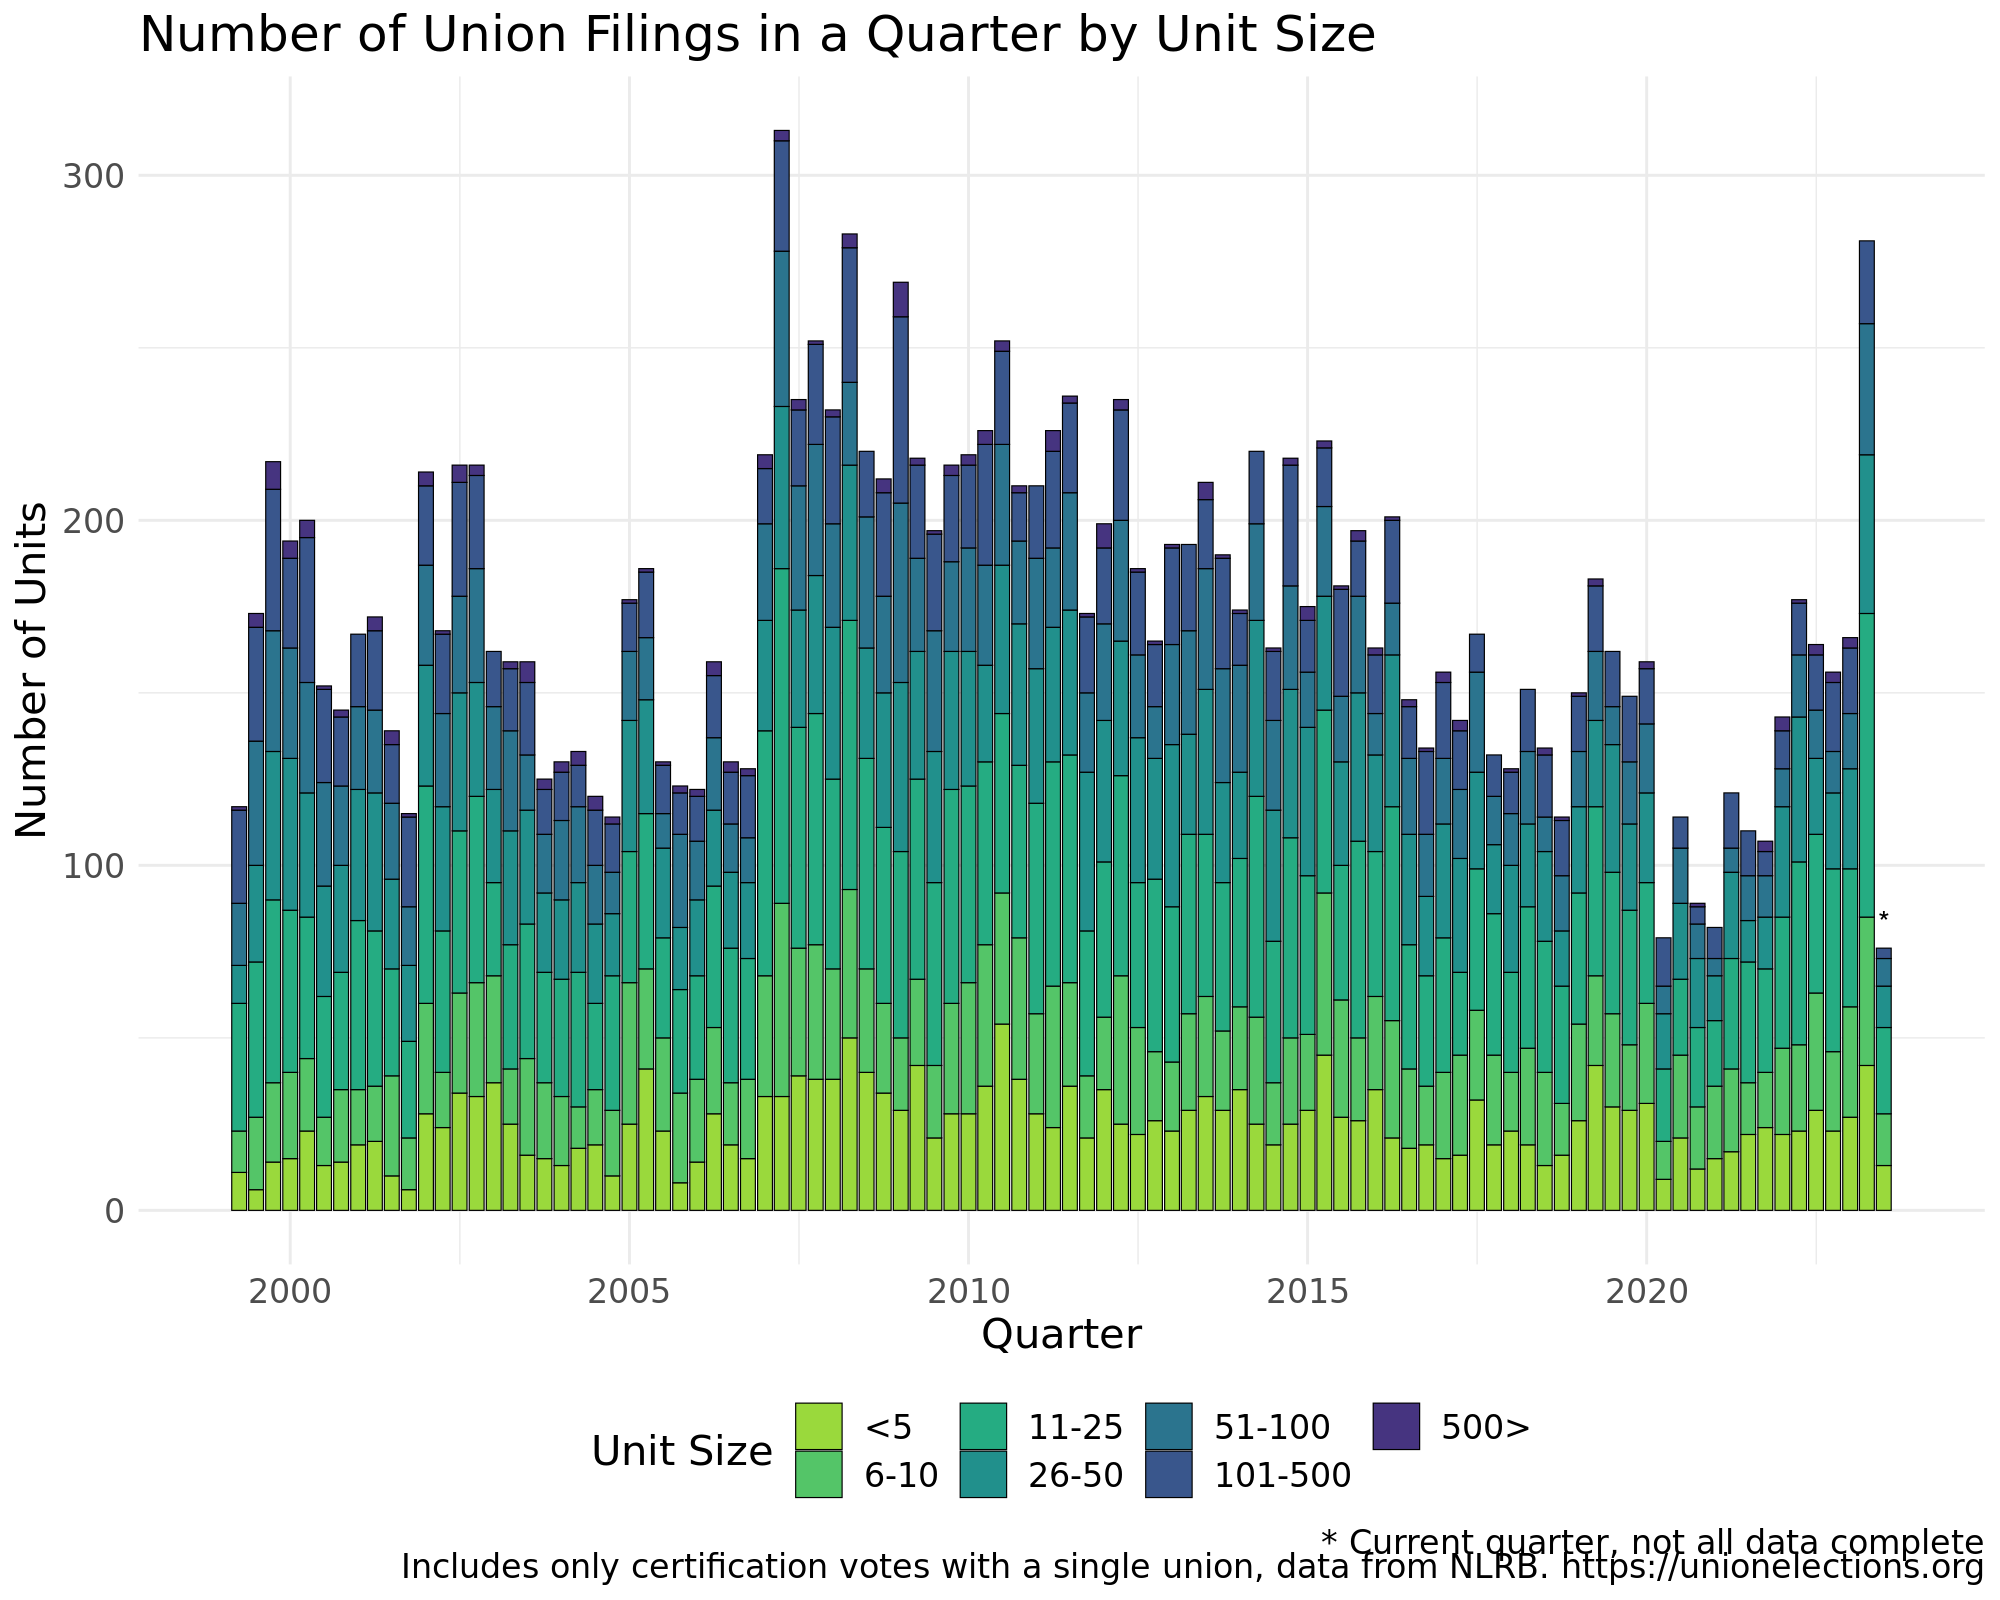 Number of Union Filings in a Quarter by Unit Size
Number of Units
300
200
100
0
*
2000 2005 2010 2015 2020
Quarter
Unit Size
<5 11-25 51-100 500>
6-10 26-50 101-500
* Current quarter, not all data complete
Includes only certification votes with a single union, data from NLRB. https://unionelections.org